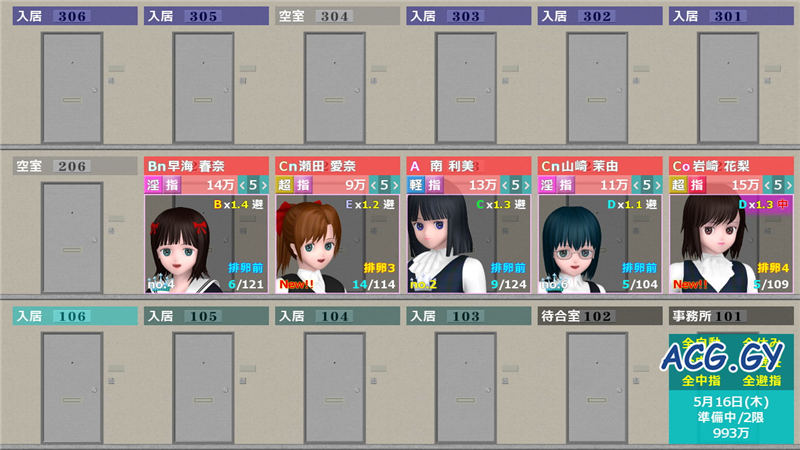 入居 306
入居 305
空室 304
入居 303
入居 302
入居 301
空室 206
Bn早海 春奈
淫 指 14万 ‹5›
Bx1.4 避
排卵前
no.4 6/121
Cn瀬田 愛奈
超 指 9万 ‹5›
Ex1.2 避
排卵3
New!! 14/114
A 南 利美
軽 指 13万 ‹5›
Cx1.3 避
排卵前
no.2 9/124
Cn山崎 茉由
淫 指 11万 ‹5›
Dx1.1 避
排卵前
no.6 5/104
Co岩崎 花梨
超 指 15万 ‹5›
Dx1.3 中
排卵4
New!! 5/109
入居 106
入居 105
入居 104
入居 103
待合室 102
事務所 101
ACG.GY
全中指 全避指
5月16日(木)
準備中/2限
993万